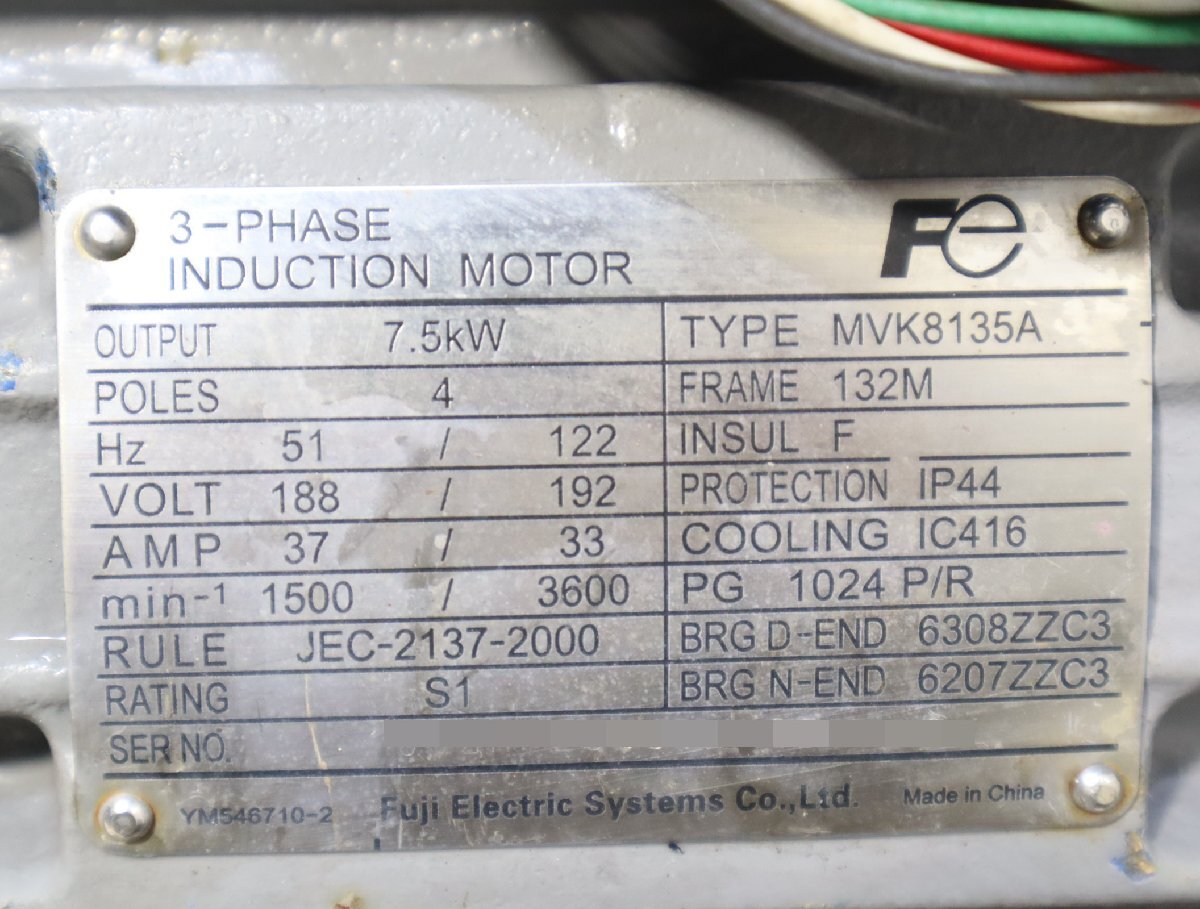 3-PHASE
INDUCTION MOTOR
Fe
OUTPUT 7.5kW
POLES 4
Hz 51 / 122
VOLT 188 / 192
AMP 37 / 33
min-1 1500 / 3600
RULE JEC-2137-2000
RATING S1
TYPE MVK8135A
FRAME 132M
INSUL F
PROTECTION IP44
COOLING IC416
PG 1024 P/R
BRG D-END 6308ZZC3
BRG N-END 6207ZZC3
SER NO.
YM546710-2 Fuji Electric Systems Co.,Ltd. Made in China